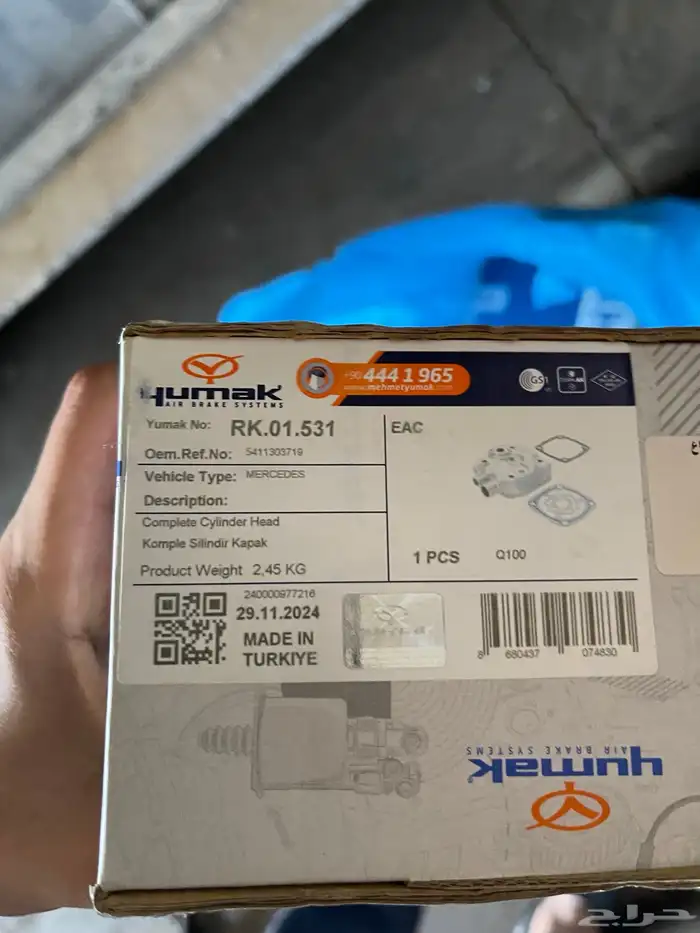 yumak
AIR BRAKE SYSTEMS
+90 444 1 965
www.mehmetyumak.com
GS1
Yumak No: RK.01.531
Oem.Ref.No: 5411303719
Vehicle Type: MERCEDES
Description:
Complete Cylinder Head
Komple Silindir Kapak
Product Weight 2,45 KG
EAC
1 PCS Q100
240000977216
29.11.2024
MADE IN
TURKIYE
8 680437 074830
yumak
AIR BRAKE SYSTEMS
حراج